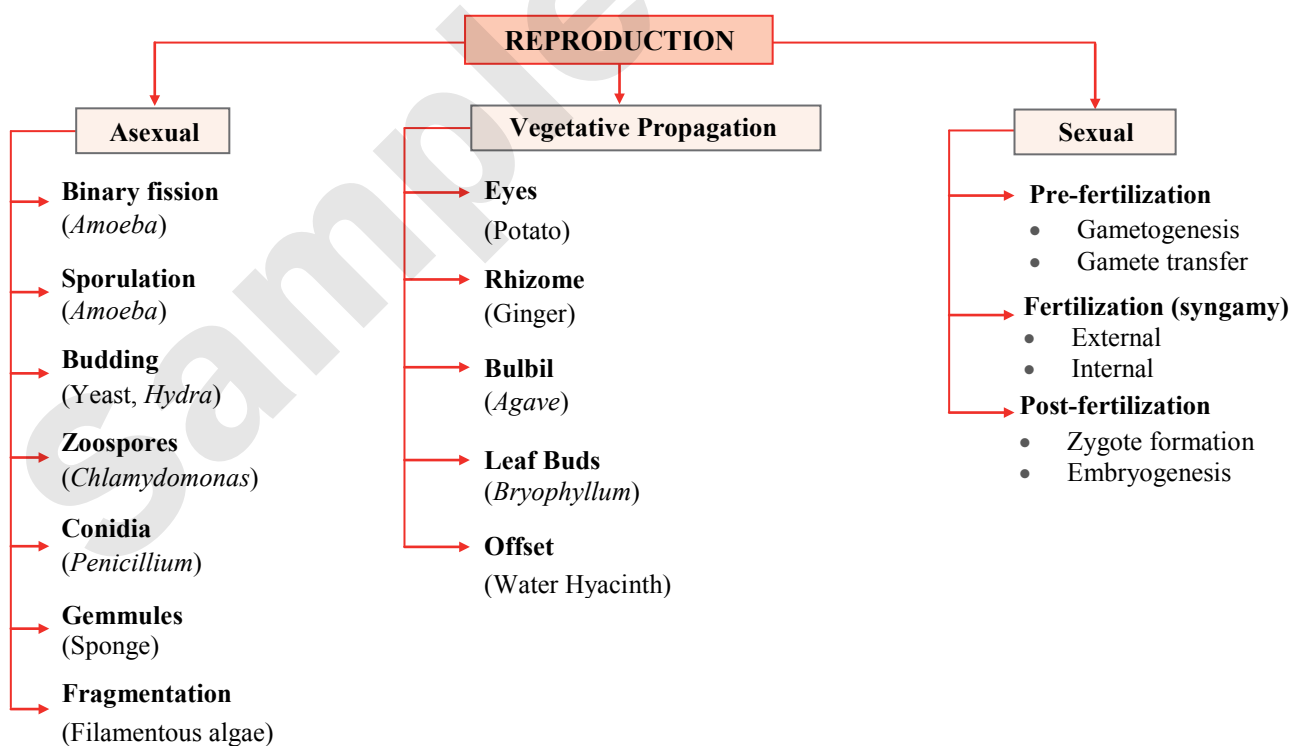 REPRODUCTION
Asexual
Binary fission
(Amoeba)
Sporulation
(Amoeba)
Budding
(Yeast, Hydra)
Zoospores
(Chlamydomonas)
Conidia
(Penicillium)
Gemmules
(Sponge)
Fragmentation
(Filamentous algae)
Vegetative Propagation
Eyes
(Potato)
Rhizome
(Ginger)
Bulbil
(Agave)
Leaf Buds
(Bryophyllum)
Offset
(Water Hyacinth)
Sexual
Pre-fertilization
• Gametogenesis
• Gamete transfer
Fertilization (syngamy)
• External
• Internal
Post-fertilization
• Zygote formation
• Embryogenesis
Sample